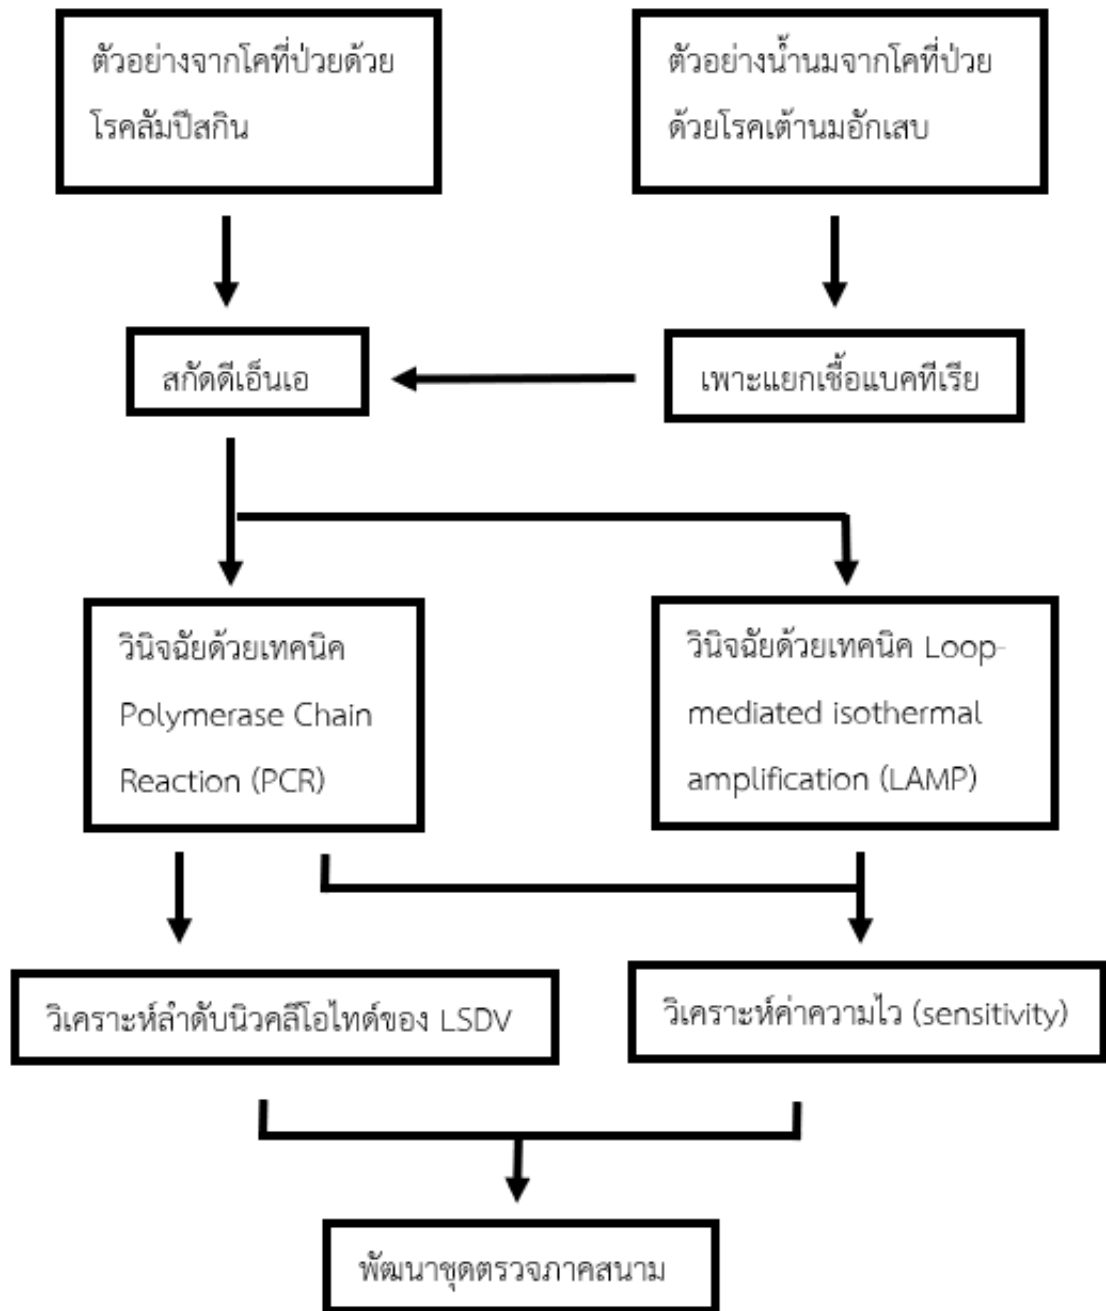 ตัวอย่างจากโคที่ป่วยด้วย
โรคลัมปีสกิน
ตัวอย่างน้ำนมจากโคที่ป่วย
ด้วยโรคเต้านมอักเสบ
สกัดดีเอ็นเอ
เพาะแยกเชื้อแบคทีเรีย
วินิจฉัยด้วยเทคนิค
Polymerase Chain
Reaction (PCR)
วินิจฉัยด้วยเทคนิค Loop-
mediated isothermal
amplification (LAMP)
วิเคราะห์ลำดับนิวคลีโอไทด์ของ LSDV
วิเคราะห์ค่าความไว (sensitivity)
พัฒนาชุดตรวจภาคสนาม